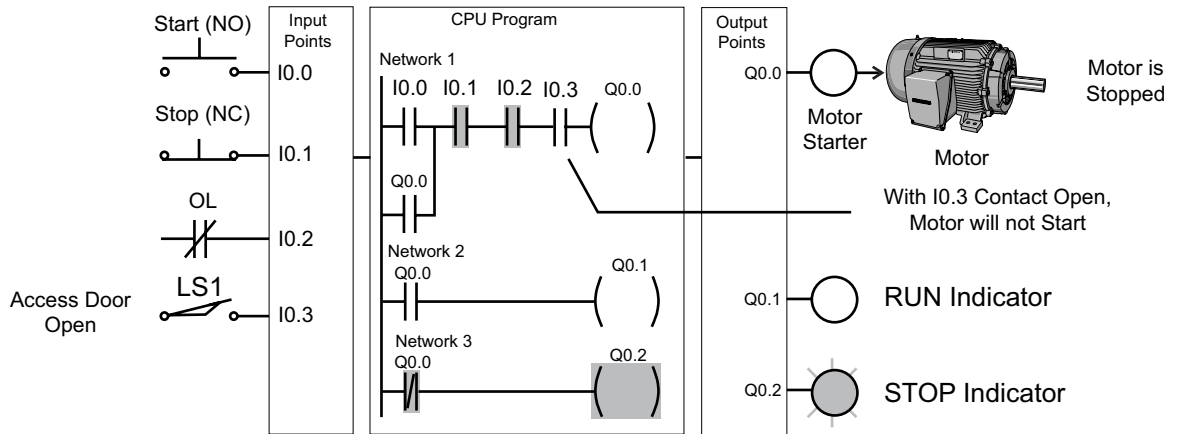 Start (NO)
I0.0
Stop (NC)
I0.1
OL
I0.2
LS1
Access Door
Open
I0.3
Input
Points
CPU Program
Network 1
I0.0 I0.1 I0.2 I0.3 Q0.0
Q0.0
Network 2
Q0.0 Q0.1
Network 3
Q0.0 Q0.2
Output
Points
Q0.0
Motor
Starter
Motor
Motor is
Stopped
With I0.3 Contact Open,
Motor will not Start
Q0.1 RUN Indicator
Q0.2 STOP Indicator